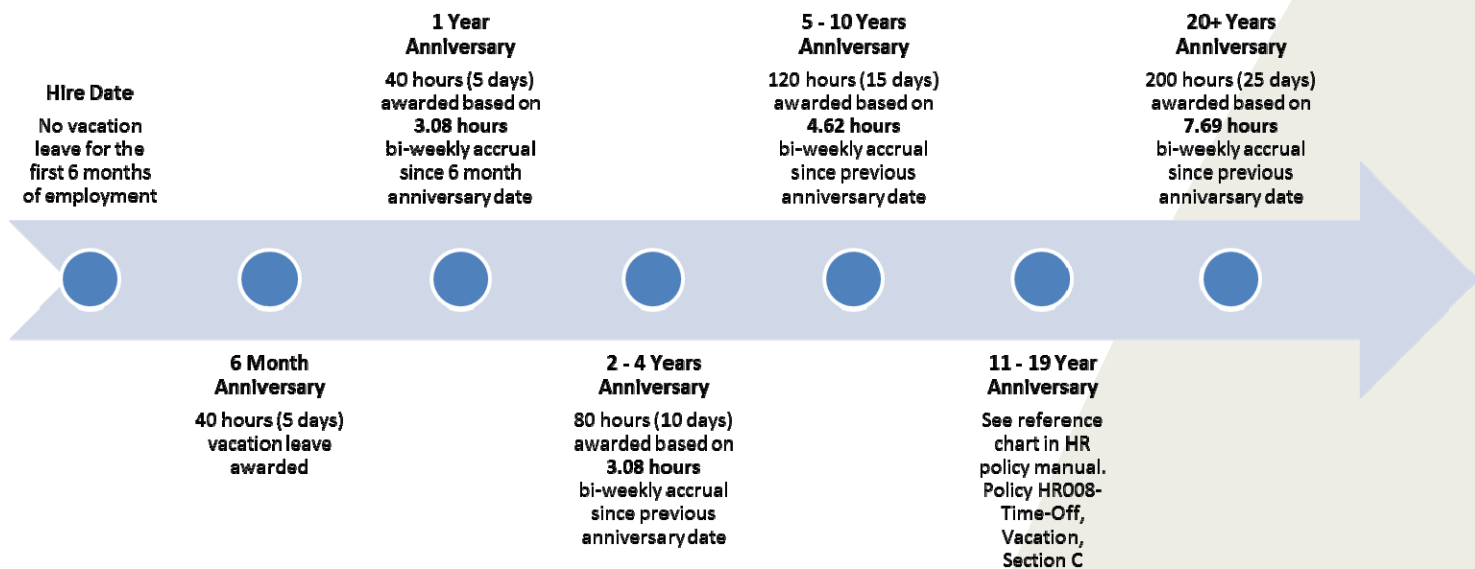 Hire Date
No vacation
leave for the
first 6 months
of employment
6 Month
Anniversary
40 hours (5 days)
vacation leave
awarded
1 Year
Anniversary
40 hours (5 days)
awarded based on
3.08 hours
bi-weekly accrual
since 6 month
anniversary date
2 - 4 Years
Anniversary
80 hours (10 days)
awarded based on
3.08 hours
bi-weekly accrual
since previous
anniversary date
5 - 10 Years
Anniversary
120 hours (15 days)
awarded based on
4.62 hours
bi-weekly accrual
since previous
anniversary date
11 - 19 Year
Anniversary
See reference
chart in HR
policy manual.
Policy HR008-
Time-Off,
Vacation,
Section C
20+ Years
Anniversary
200 hours (25 days)
awarded based on
7.69 hours
bi-weekly accrual
since previous
annivarsary date